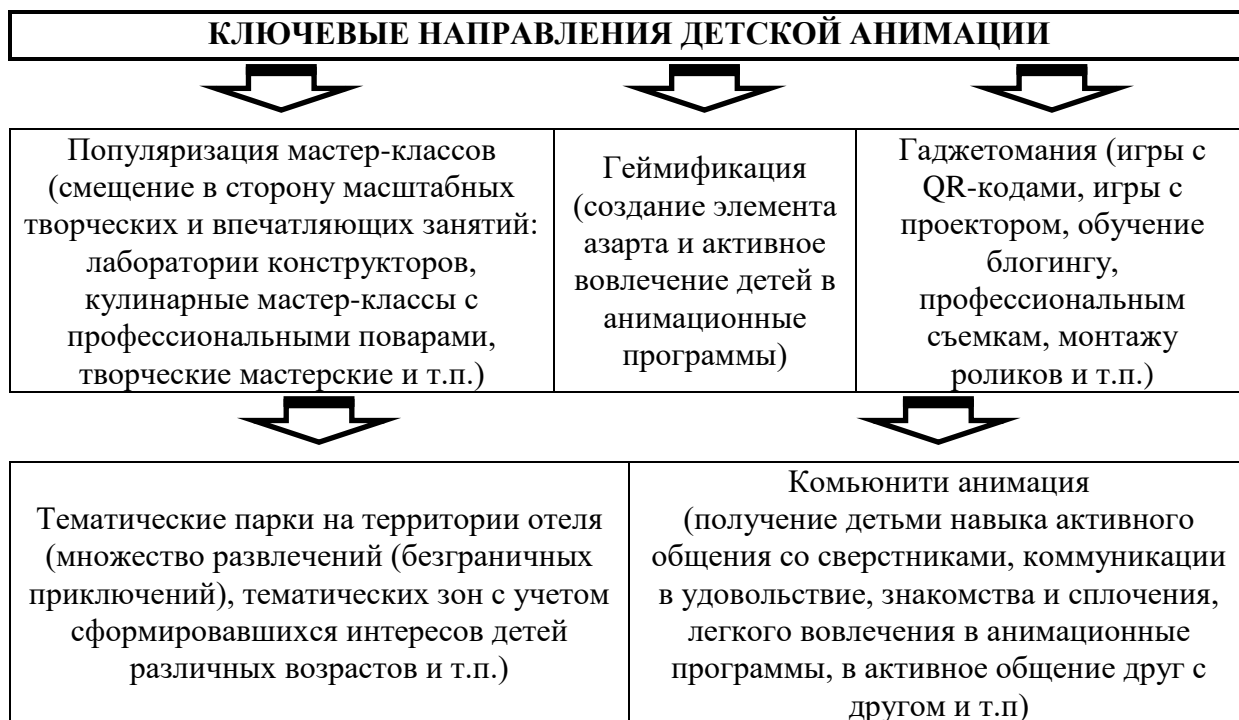 КЛЮЧЕВЫЕ НАПРАВЛЕНИЯ ДЕТСКОЙ АНИМАЦИИ
Популяризация мастер-классов
(смещение в сторону масштабных
творческих и впечатляющих занятий:
лаборатории конструкторов,
кулинарные мастер-классы с
профессиональными поварами,
творческие мастерские и т.п.)
Геймификация
(создание элемента
азарта и активное
вовлечение детей в
анимационные
программы)
Гаджетомания (игры с
QR-кодами, игры с
проектором, обучение
блогингу,
профессиональным
съемкам, монтажу
роликов и т.п.)
Тематические парки на территории отеля
(множество развлечений (безграничных
приключений), тематических зон с учетом
сформировавшихся интересов детей
различных возрастов и т.п.)
Комьюнити анимация
(получение детьми навыка активного
общения со сверстниками, коммуникации
в удовольствие, знакомства и сплочения,
легкого вовлечения в анимационные
программы, в активное общение друг с
другом и т.п)